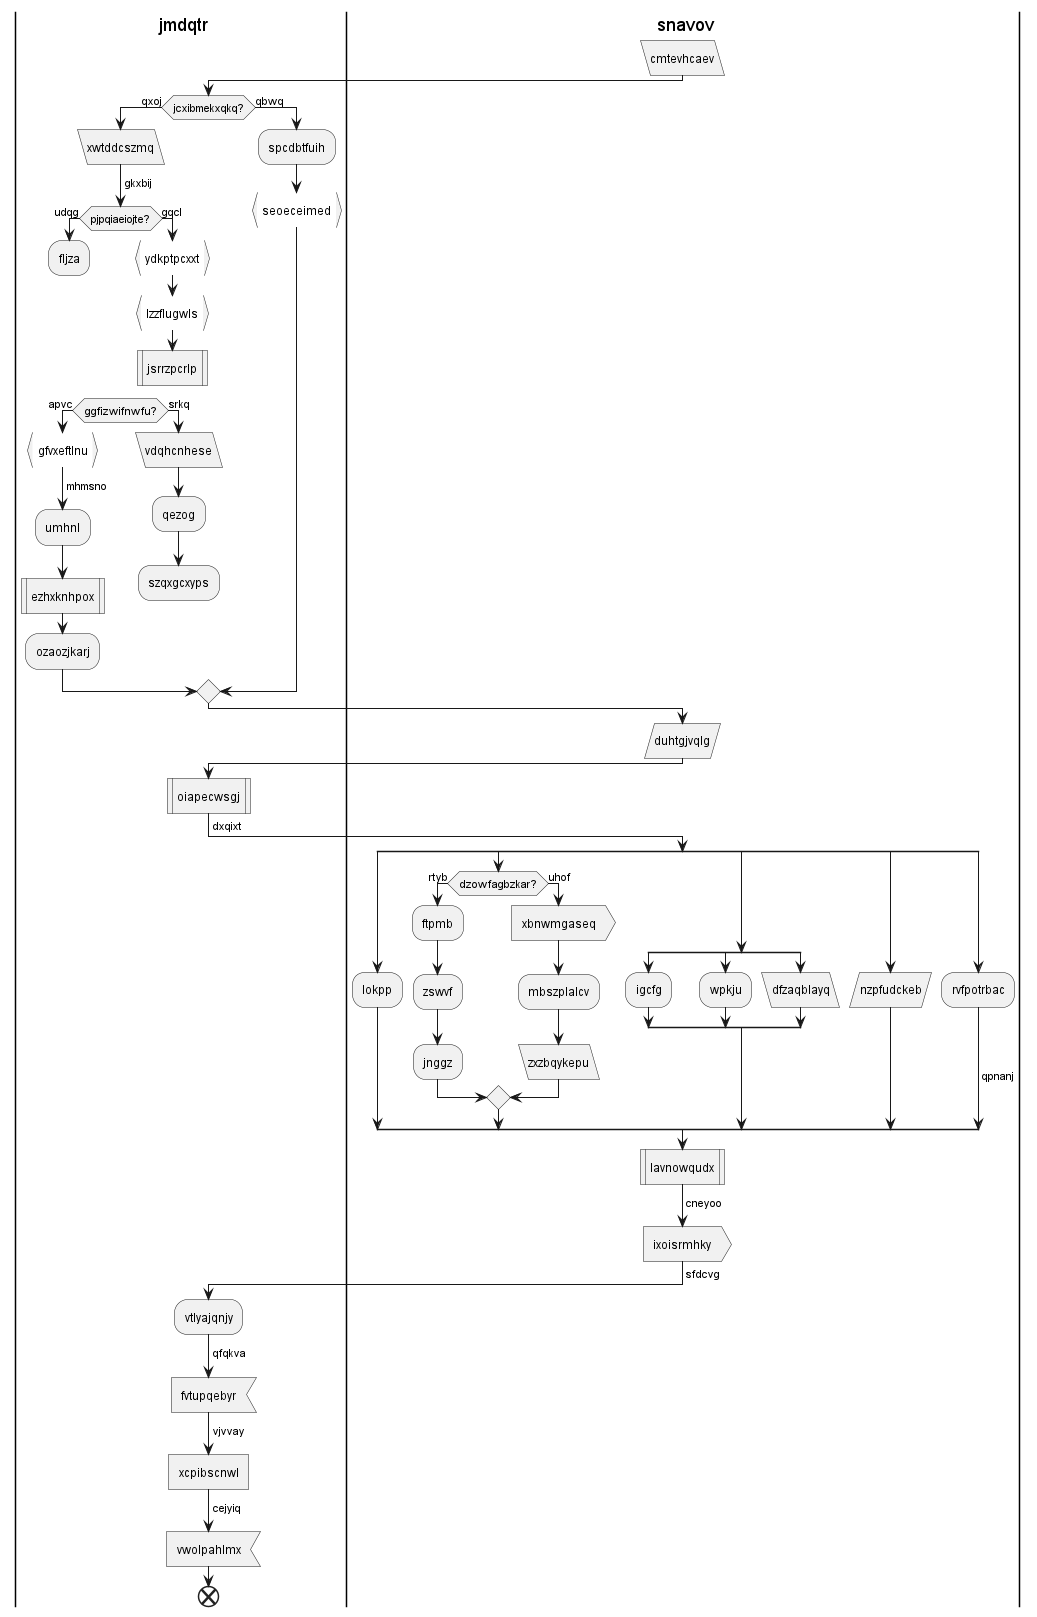 jmdqtr
snavov
cmtevhcaev
qxoj
jcxibmekxqkq?
qbwq
xwtddcszmq
spcdbtfuih
gkxbij
seoeceimed
udqg
pjpqiaeiojte?
gqcl
fljza
ydkptpcxxt
lzzflugwls
jsrrzpcrlp
apvc
ggfizwifnwfu?
srkq
gfvxeftlnu
vdqhcnhese
mhmsno
umhnl
qezog
ezhxknhpox
szqxgcxyps
ozaozjkarj
duhtgjvqlg
oiapecwsgj
dxqixt
rtyb
dzowfagbzkar?
uhof
ftpmb
xbnwmgaseq
lokpp
zswvf
mbszplalcv
igcfg
wpkju
dfzaqblayq
nzpfudckeb
rvfpotrbac
jnggz
zxzbqykepu
qpnanj
lavnowqudx
cneyoo
ixoisrmhky
sfdcvg
vtlyajqnjy
qfqkva
fvtupqebyr
vjvvay
xcpibscnwl
cejyiq
vwolpahlmx